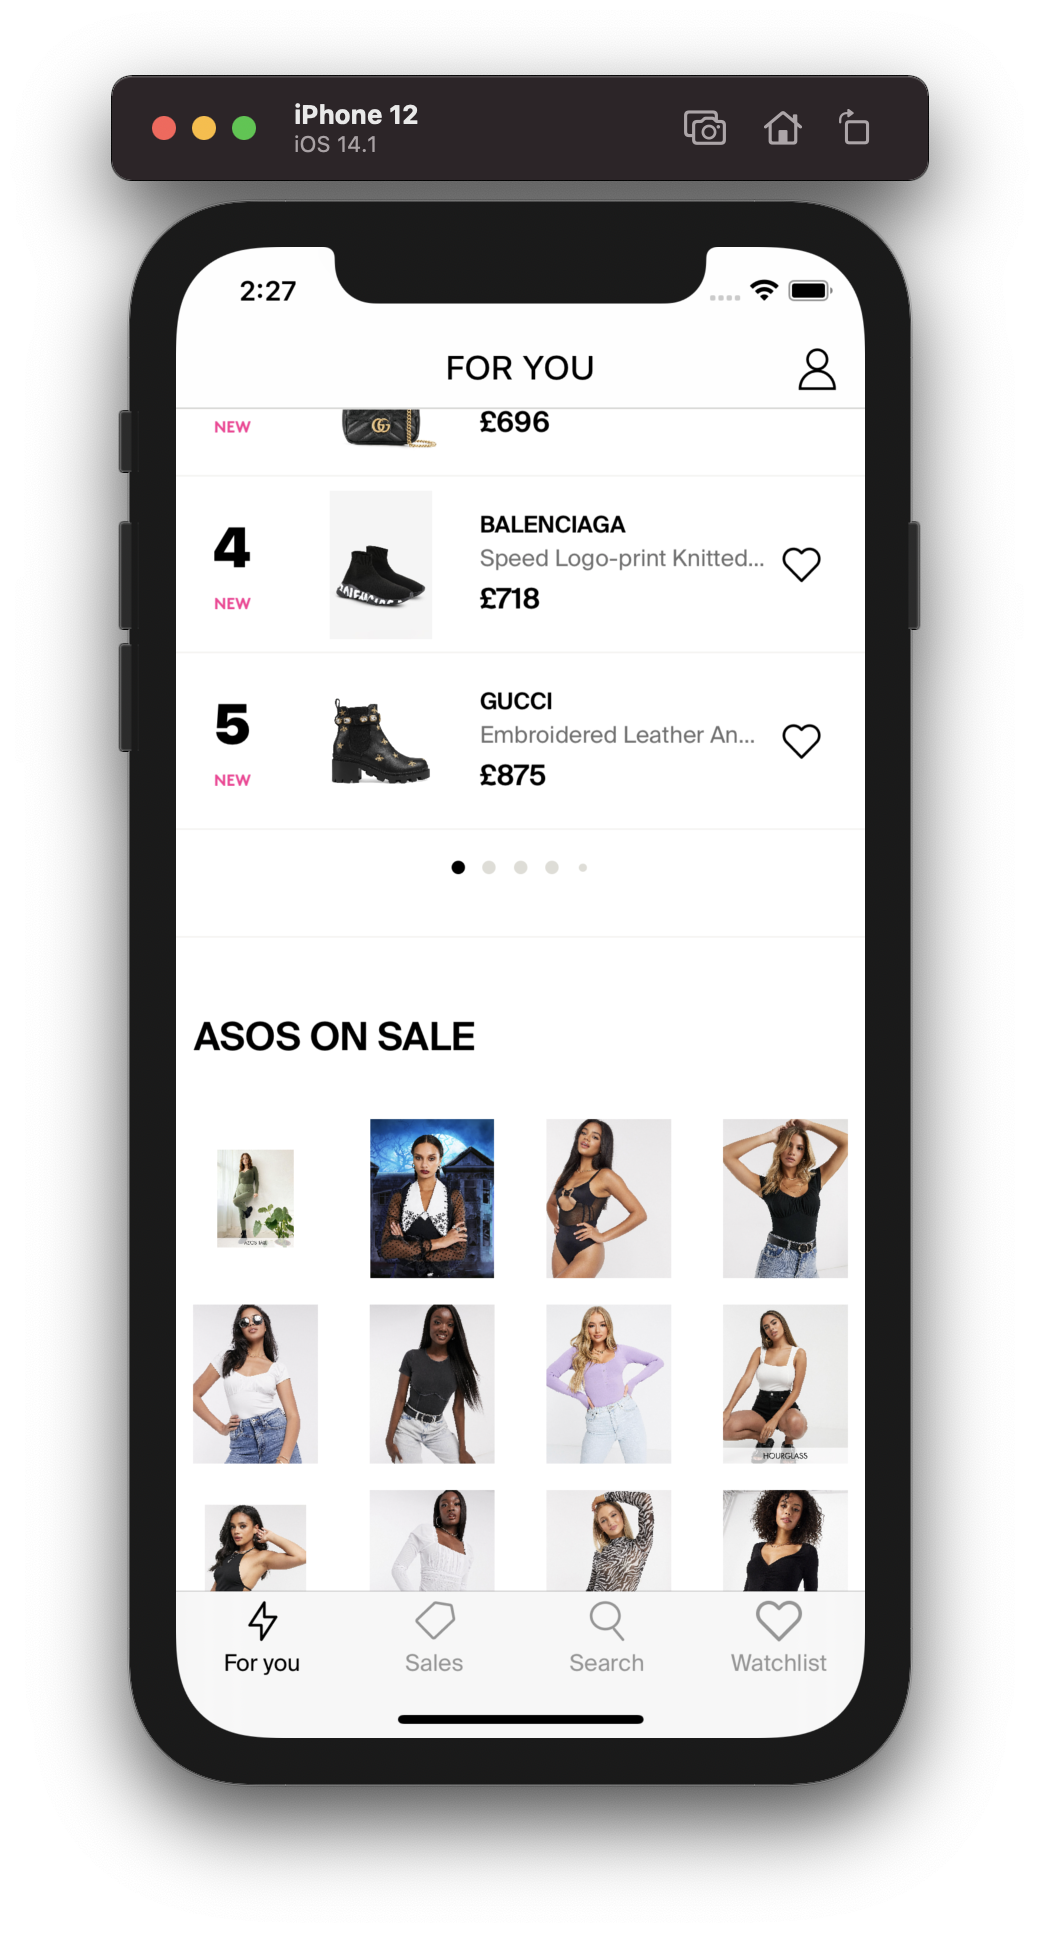 iPhone 12
iOS 14.1
2:27
FOR YOU
NEW
£696
4
NEW
BALENCIAGA
Speed Logo-print Knitted...
£718
5
NEW
GUCCI
Embroidered Leather An...
£875
ASOS ON SALE
HOURGLASS
For you
Sales
Search
Watchlist